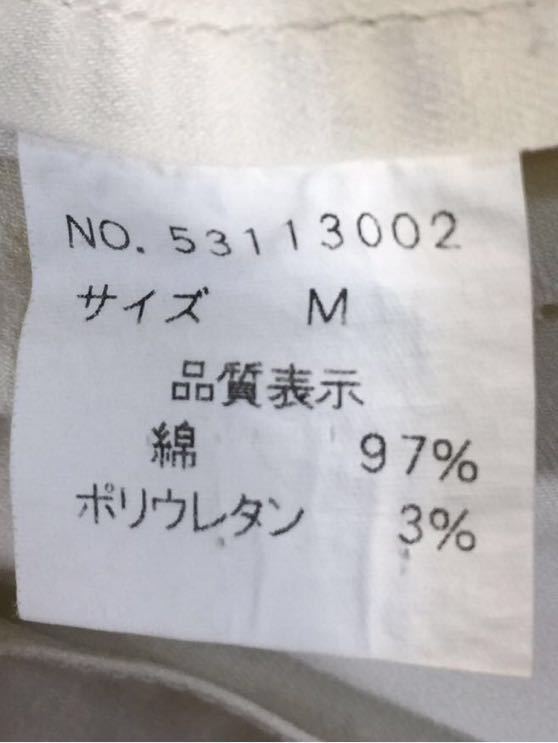 NO. 53113002
サイズ M
品質表示
綿 97%
ポリウレタン 3%